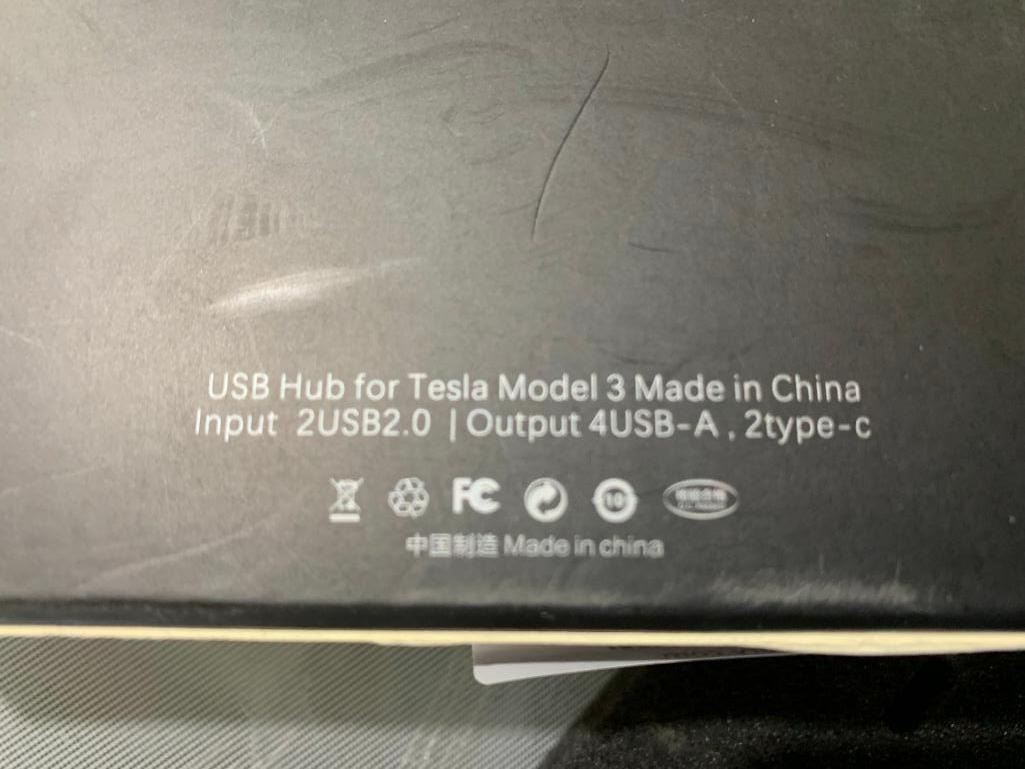 USB Hub for Tesla Model 3 Made in China
Input 2USB2.0 | Output 4USB-A , 2type-c
FC 10
中国制造 Made in china